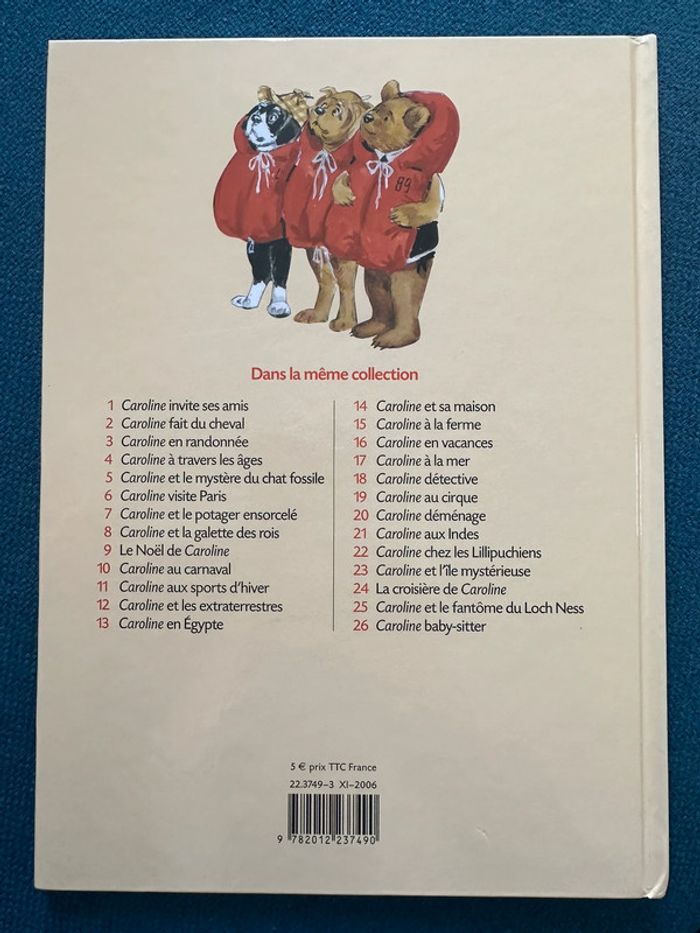 89
Dans la même collection
1 Caroline invite ses amis
2 Caroline fait du cheval
3 Caroline en randonnée
4 Caroline à travers les âges
5 Caroline et le mystère du chat fossile
6 Caroline visite Paris
7 Caroline et le potager ensorcelé
8 Caroline et la galette des rois
9 Le Noël de Caroline
10 Caroline au carnaval
11 Caroline aux sports d'hiver
12 Caroline et les extraterrestres
13 Caroline en Égypte
14 Caroline et sa maison
15 Caroline à la ferme
16 Caroline en vacances
17 Caroline à la mer
18 Caroline détective
19 Caroline au cirque
20 Caroline déménage
21 Caroline aux Indes
22 Caroline chez les Lillipuchiens
23 Caroline et l'île mystérieuse
24 La croisière de Caroline
25 Caroline et le fantôme du Loch Ness
26 Caroline baby-sitter
5 € prix TTC France
22.3749-3 XI-2006
9 782012 237490